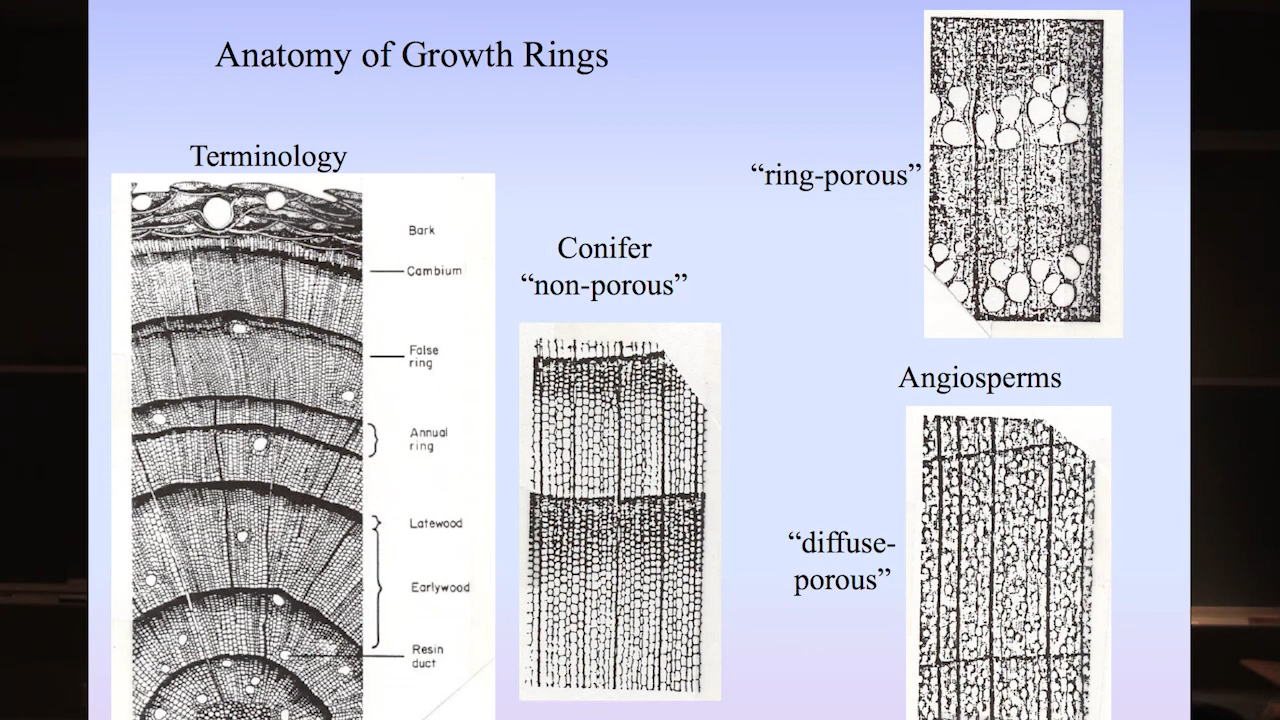 Anatomy of Growth Rings
Terminology
Bark
Cambium
False
ring
Annual
ring
Latewood
Earlywood
Resin
duct
Conifer
“non-porous”
“ring-porous”
Angiosperms
“diffuse-
porous”